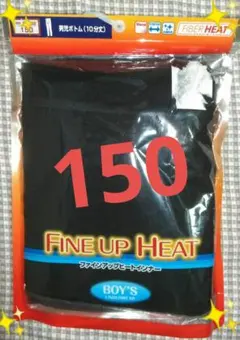 150
男児ボトム(10分丈)
FIBER HEAT
150
FINE UP HEAT
ファインアップヒートインナー
BOY'S